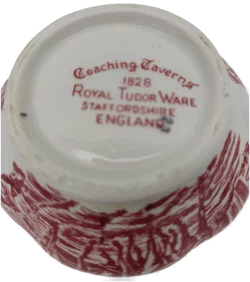 Coaching Taverns
1828
ROYAL TUDOR WARE
STAFFORDSHIRE
ENGLAND